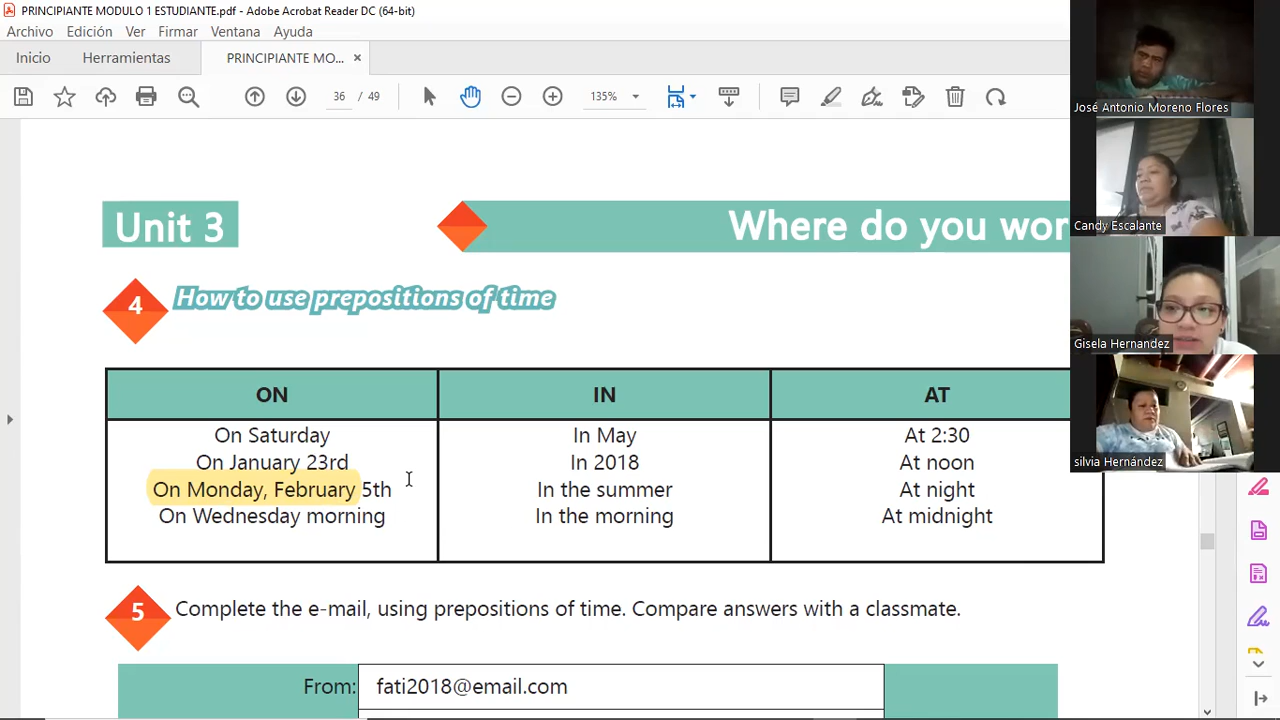 PRINCIPIANTE MODULO 1 ESTUDIANTE.pdf - Adobe Acrobat Reader DC (64-bit)
Archivo Edición Ver Firmar Ventana Ayuda
Inicio Herramientas PRINCIPIANTE MO... ×
36 / 49 135%
Unit 3
Where do you wor
4 How to use prepositions of time
ON IN AT
On Saturday In May At 2:30
On January 23rd In 2018 At noon
On Monday, February 5th In the summer At night
On Wednesday morning In the morning At midnight
5 Complete the e-mail, using prepositions of time. Compare answers with a classmate.
From: fati2018@email.com
José Antonio Moreno Flores
Candy Escalante
Gisela Hernandez
silvia Hernández